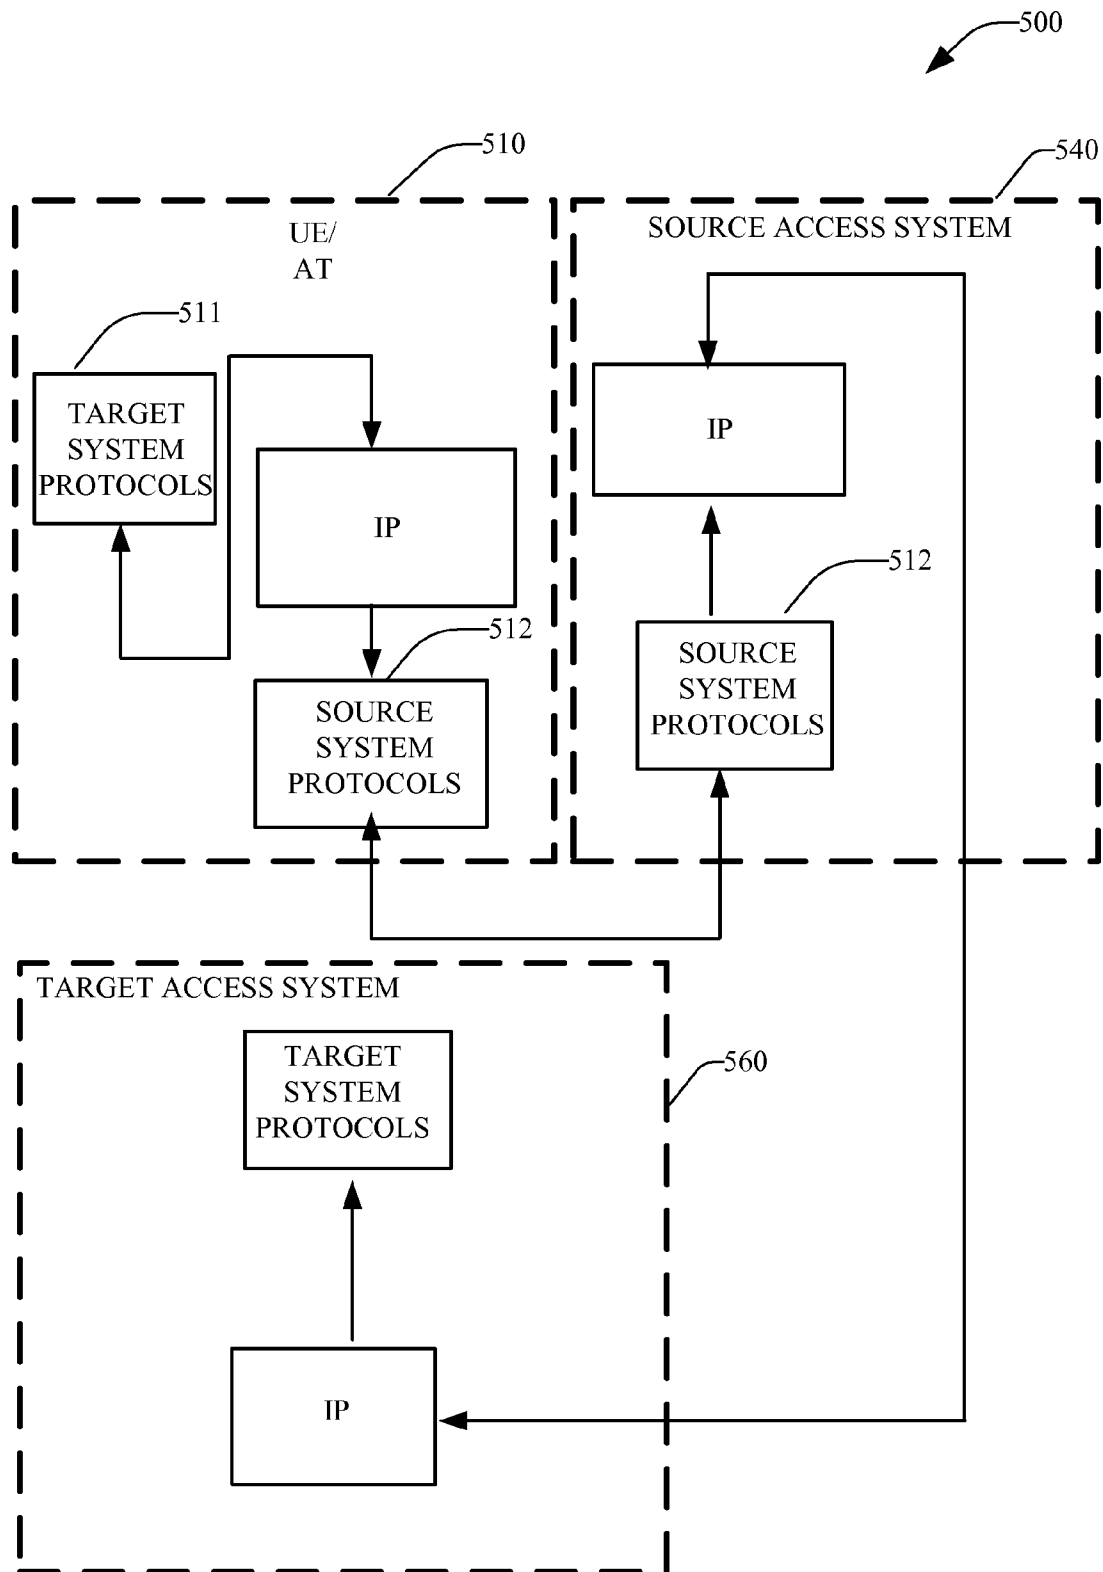 500
510
540
UE/
AT
SOURCE ACCESS SYSTEM
511
TARGET
SYSTEM
PROTOCOLS
IP
IP
512
SOURCE
SYSTEM
PROTOCOLS
512
SOURCE
SYSTEM
PROTOCOLS
TARGET ACCESS SYSTEM
TARGET
SYSTEM
PROTOCOLS
560
IP